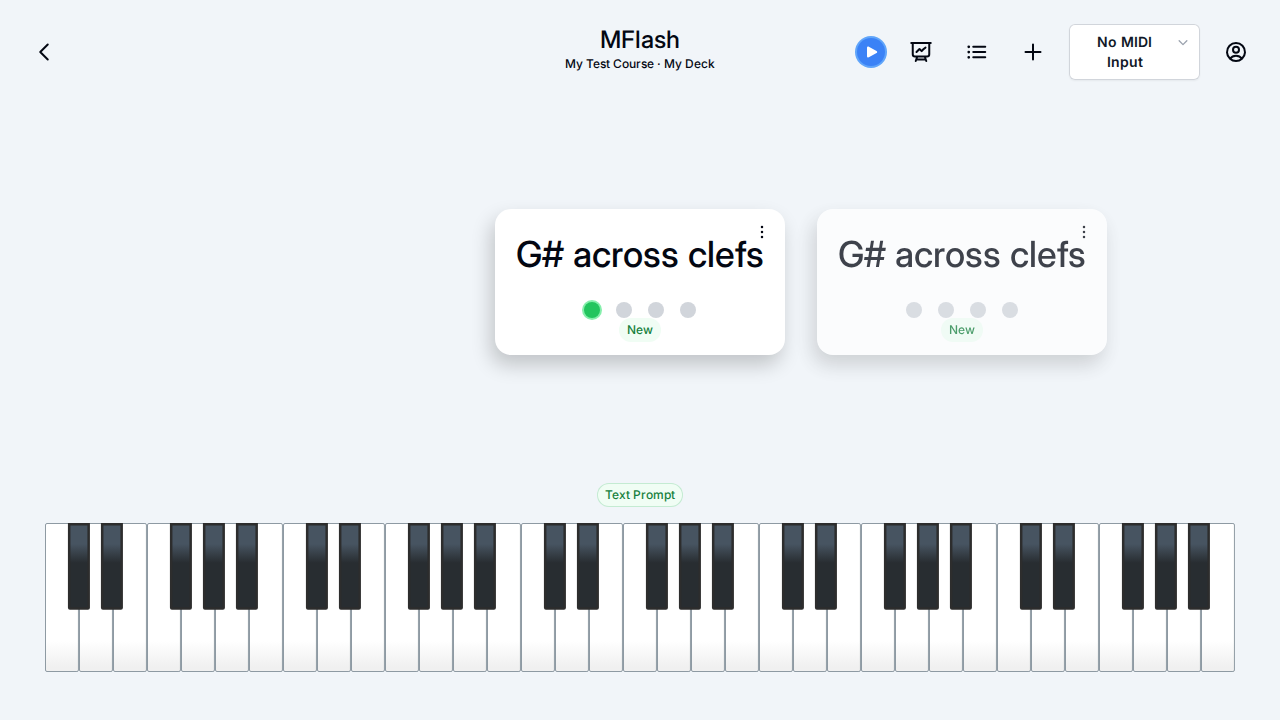 MFlash
My Test Course · My Deck
No MIDI
Input
G# across clefs
New
G# across clefs
New
Text Prompt